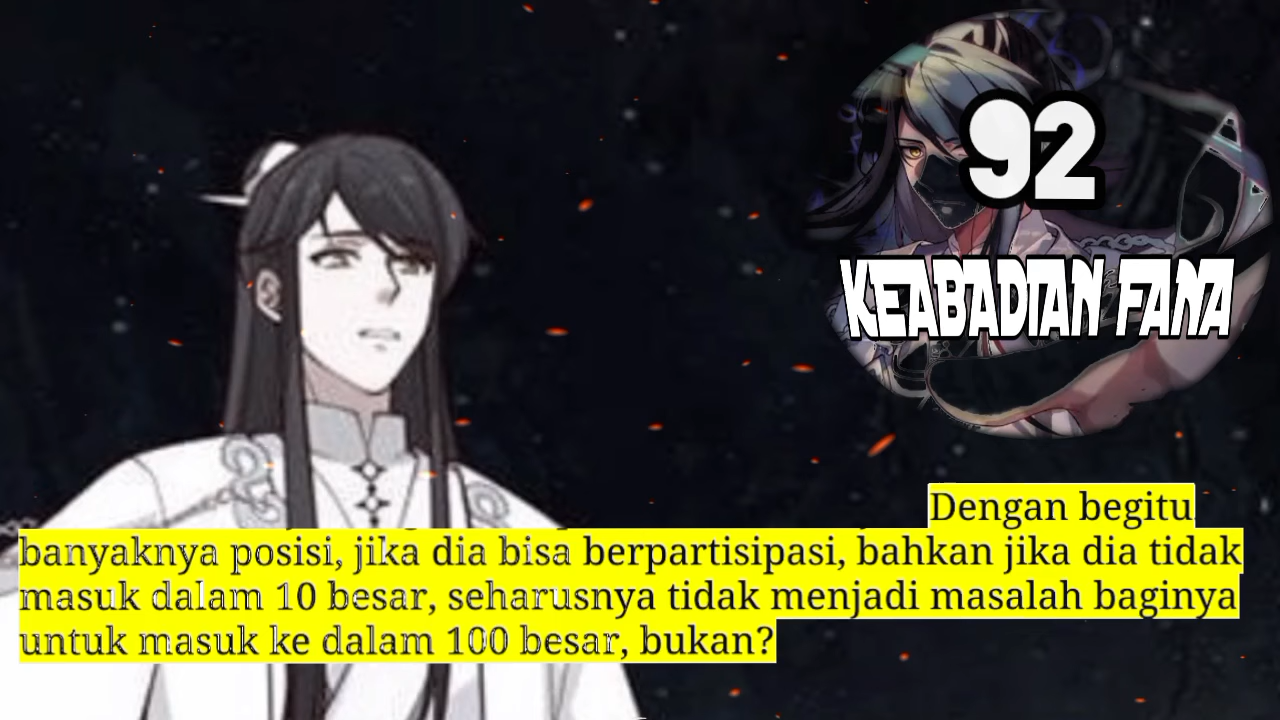 92
KEABADIAN FANA
Dengan begitu
banyaknya posisi, jika dia bisa berpartisipasi, bahkan jika dia tidak
masuk dalam 10 besar, seharusnya tidak menjadi masalah baginya
untuk masuk ke dalam 100 besar, bukan?